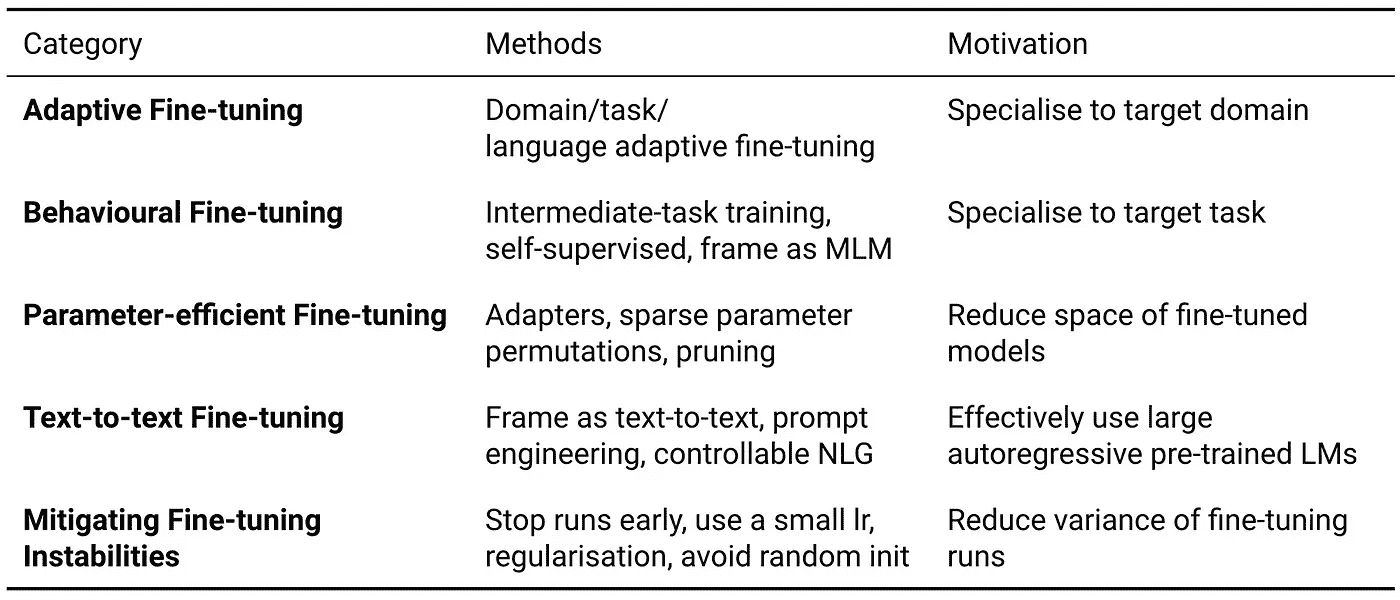 Category Methods Motivation
Adaptive Fine-tuning Domain/task/ Specialise to target domain
language adaptive fine-tuning
Behavioural Fine-tuning Intermediate-task training, Specialise to target task
self-supervised, frame as MLM
Parameter-efficient Fine-tuning Adapters, sparse parameter Reduce space of fine-tuned
permutations, pruning models
Text-to-text Fine-tuning Frame as text-to-text, prompt Effectively use large
engineering, controllable NLG autoregressive pre-trained LMs
Mitigating Fine-tuning Stop runs early, use a small lr, Reduce variance of fine-tuning
Instabilities regularisation, avoid random init runs